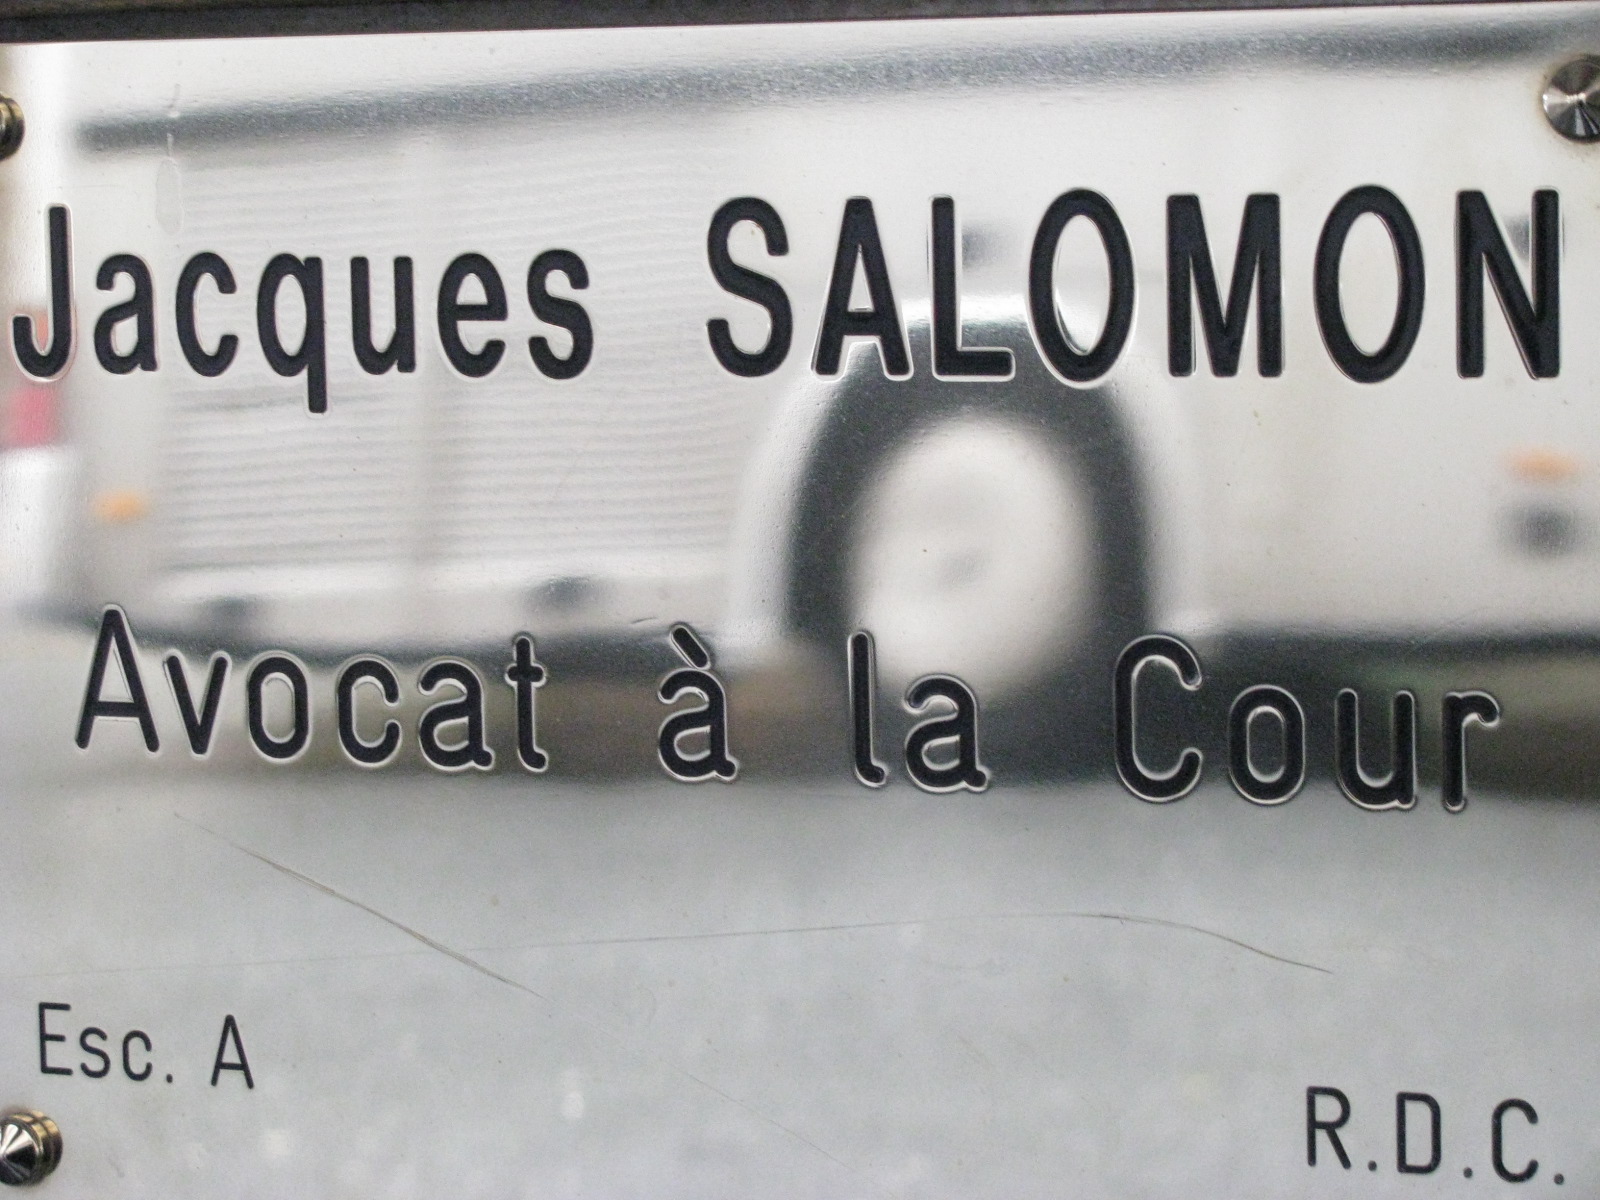 Jacques SALOMON
Avocat à la Cour
Esc. A
R.D.C.